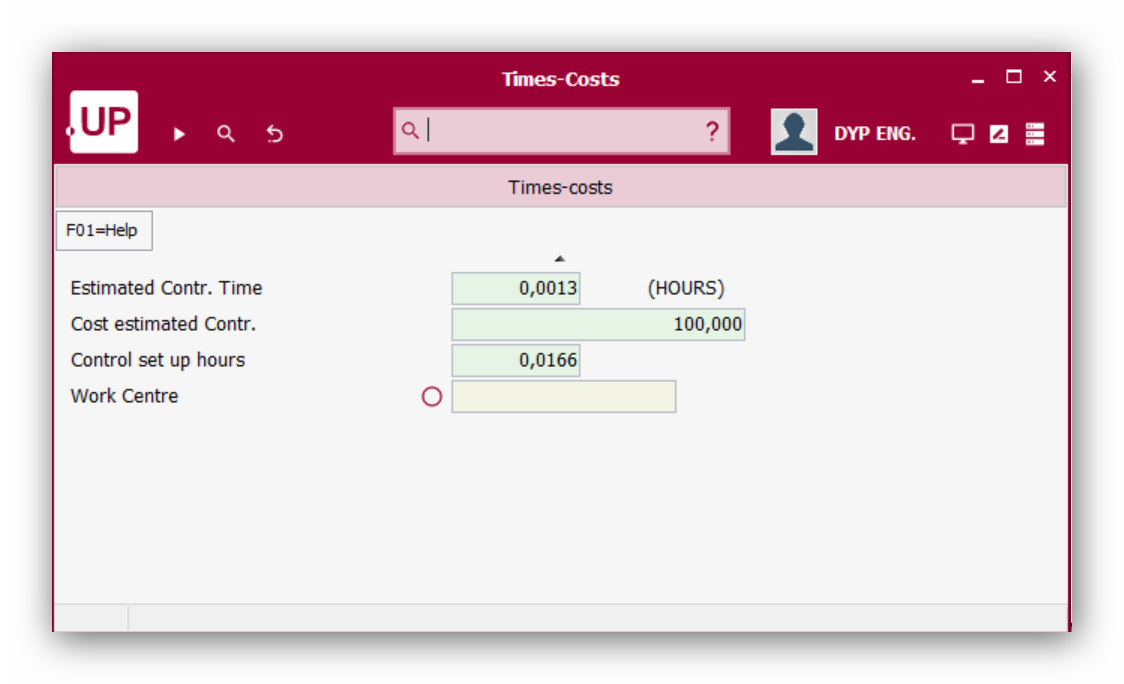 Times-Costs
.UP
?
DYP ENG.
Times-costs
F01=Help
Estimated Contr. Time 0,0013 (HOURS)
Cost estimated Contr. 100,000
Control set up hours 0,0166
Work Centre